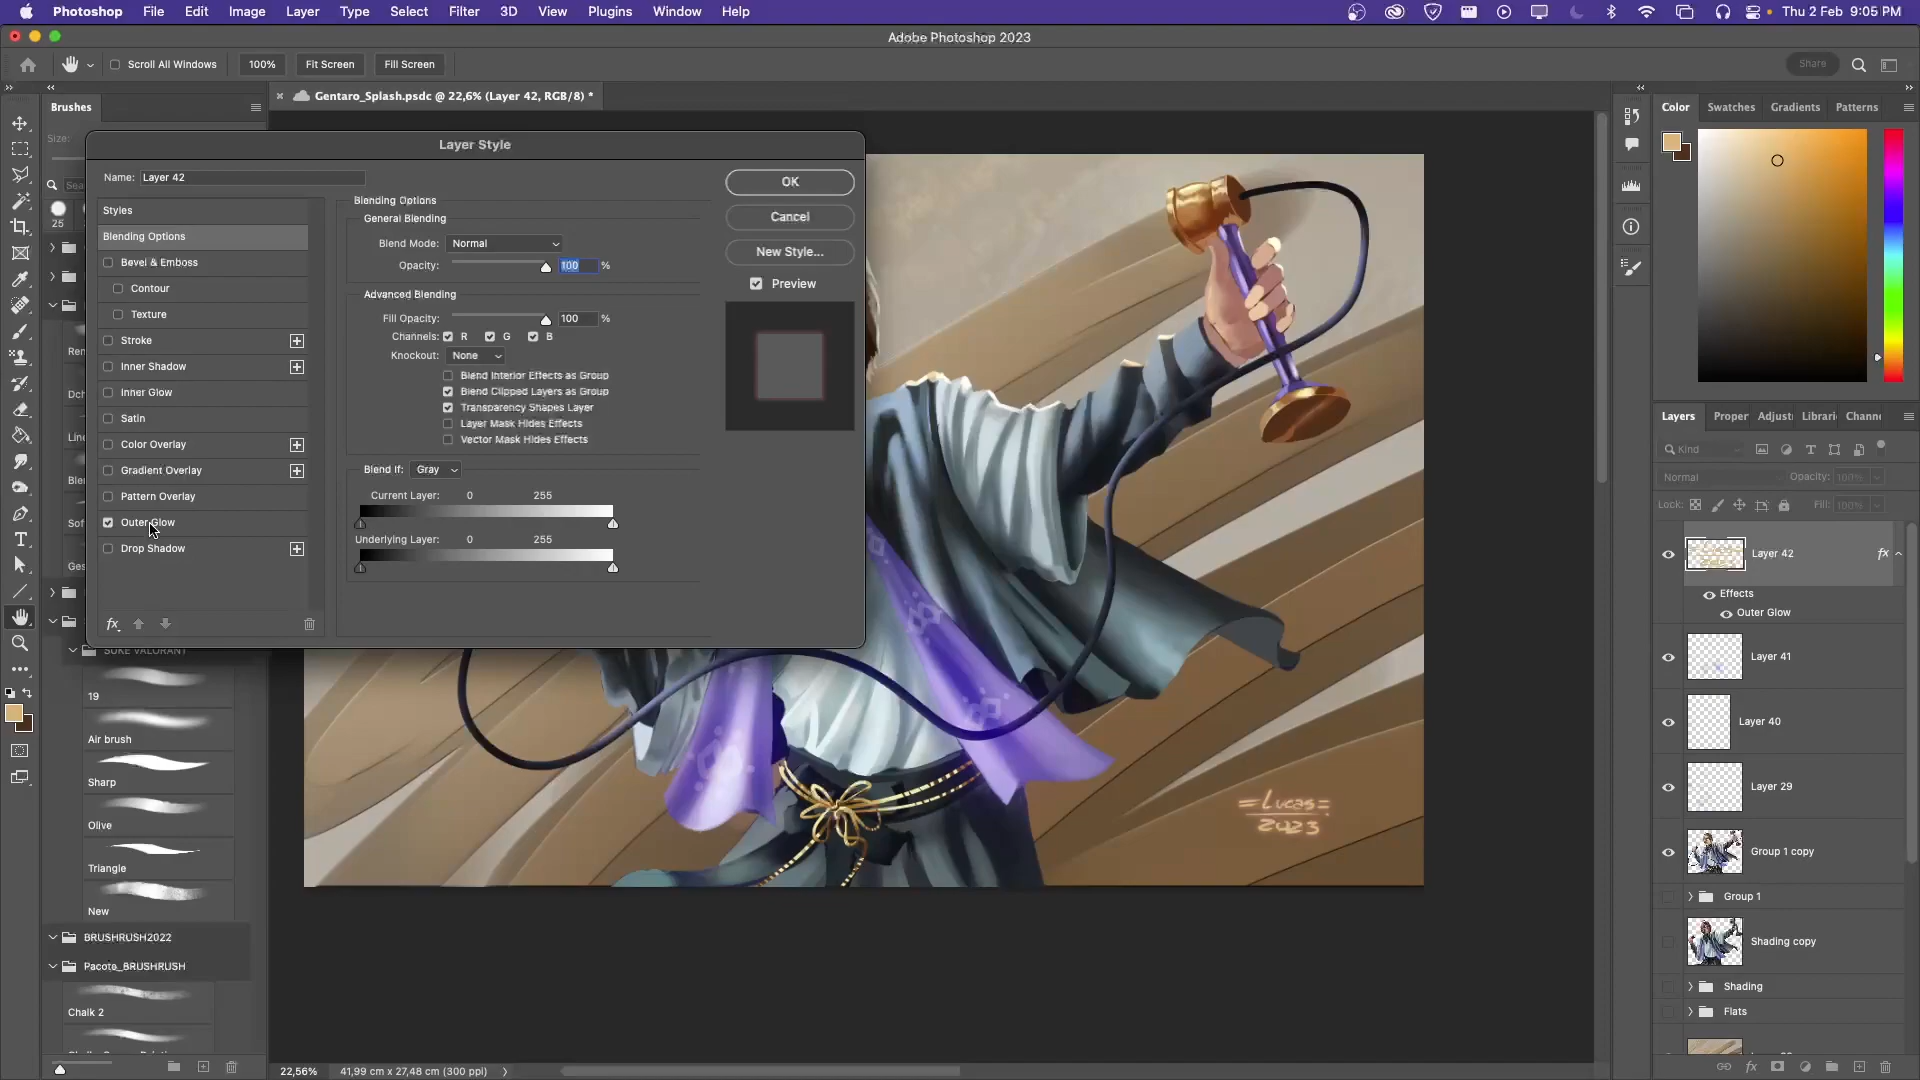 Photoshop File Edit Image Layer Type Select Filter 3D View Plugins Window Help Thu 2 Feb 9:05 PM
Adobe Photoshop 2023
Scroll All Windows 100% Fit Screen Fill Screen Share
Brushes
Gentaro_Splash.psdc @ 22,6% (Layer 42, RGB/8) *
Color Swatches Gradients Patterns
Size:
25
Layer Style
Name: Layer 42
Styles
Blending Options
Bevel & Emboss
Contour
Texture
Stroke
Inner Shadow
Inner Glow
Satin
Color Overlay
Gradient Overlay
Pattern Overlay
Outer Glow
Drop Shadow
fx
Blending Options
General Blending
Blend Mode: Normal
Opacity: 100 %
Advanced Blending
Fill Opacity: 100 %
Channels: R G B
Knockout: None
Blend Interior Effects as Group
Blend Clipped Layers as Group
Transparency Shapes Layer
Layer Mask Hides Effects
Vector Mask Hides Effects
Blend If: Gray
Current Layer: 0 255
Underlying Layer: 0 255
OK
Cancel
New Style...
Preview
SUKE VALORANT
19
Air brush
Sharp
Olive
Triangle
New
BRUSHRUSH2022
Pacote_BRUSHRUSH
Chalk 2
=Lucas=
2023
Layers Proper Adjust Librari Chann
Kind
Normal Opacity: 100%
Lock: Fill: 100%
Layer 42 fx
Effects
Outer Glow
Layer 41
Layer 40
Layer 29
Group 1 copy
Group 1
Shading copy
Shading
Flats
22,56% 41,99 cm x 27,48 cm (300 ppi)
fx